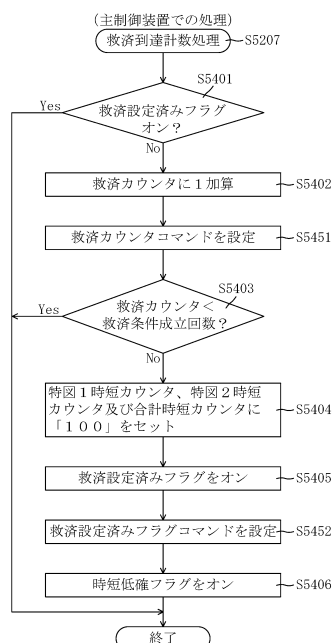 (主制御装置での処理)
救済到達計数処理
S5207
S5401
Yes
救済設定済みフラグ
オン?
No
救済カウンタに1加算
S5402
救済カウンタコマンドを設定
S5451
S5403
Yes
救済カウンタ<
救済条件成立回数?
No
特図1時短カウンタ、特図2時短
カウンタ及び合計時短カウンタに
「100」をセット
S5404
救済設定済みフラグをオン
S5405
救済設定済みフラグコマンドを設定
S5452
時短低確フラグをオン
S5406
終了